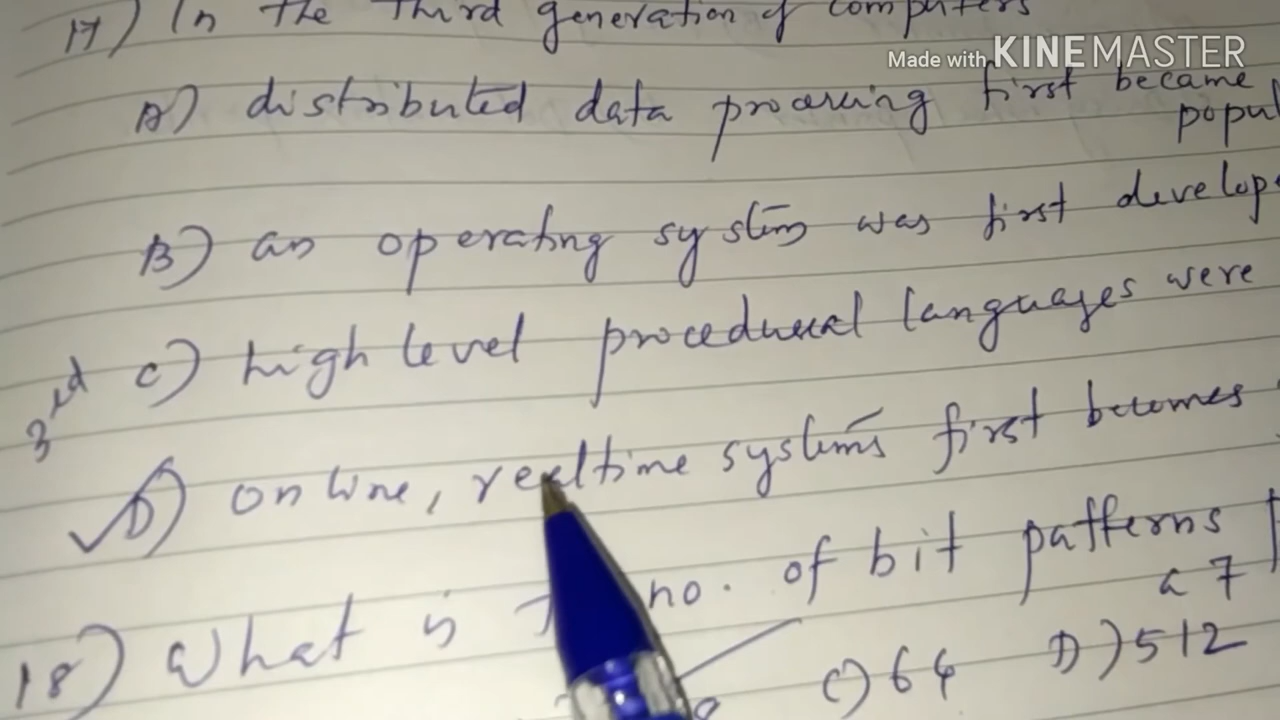 17) In the Third generation of computers
Made with KINEMASTER
A) distributed data processing first became
popul
B) an operating system was first develop
3rd C) high level procedural languages were
D) online, realtime systems first becomes
18) What is no. of bit patterns
a 7
C) 64 D) 512